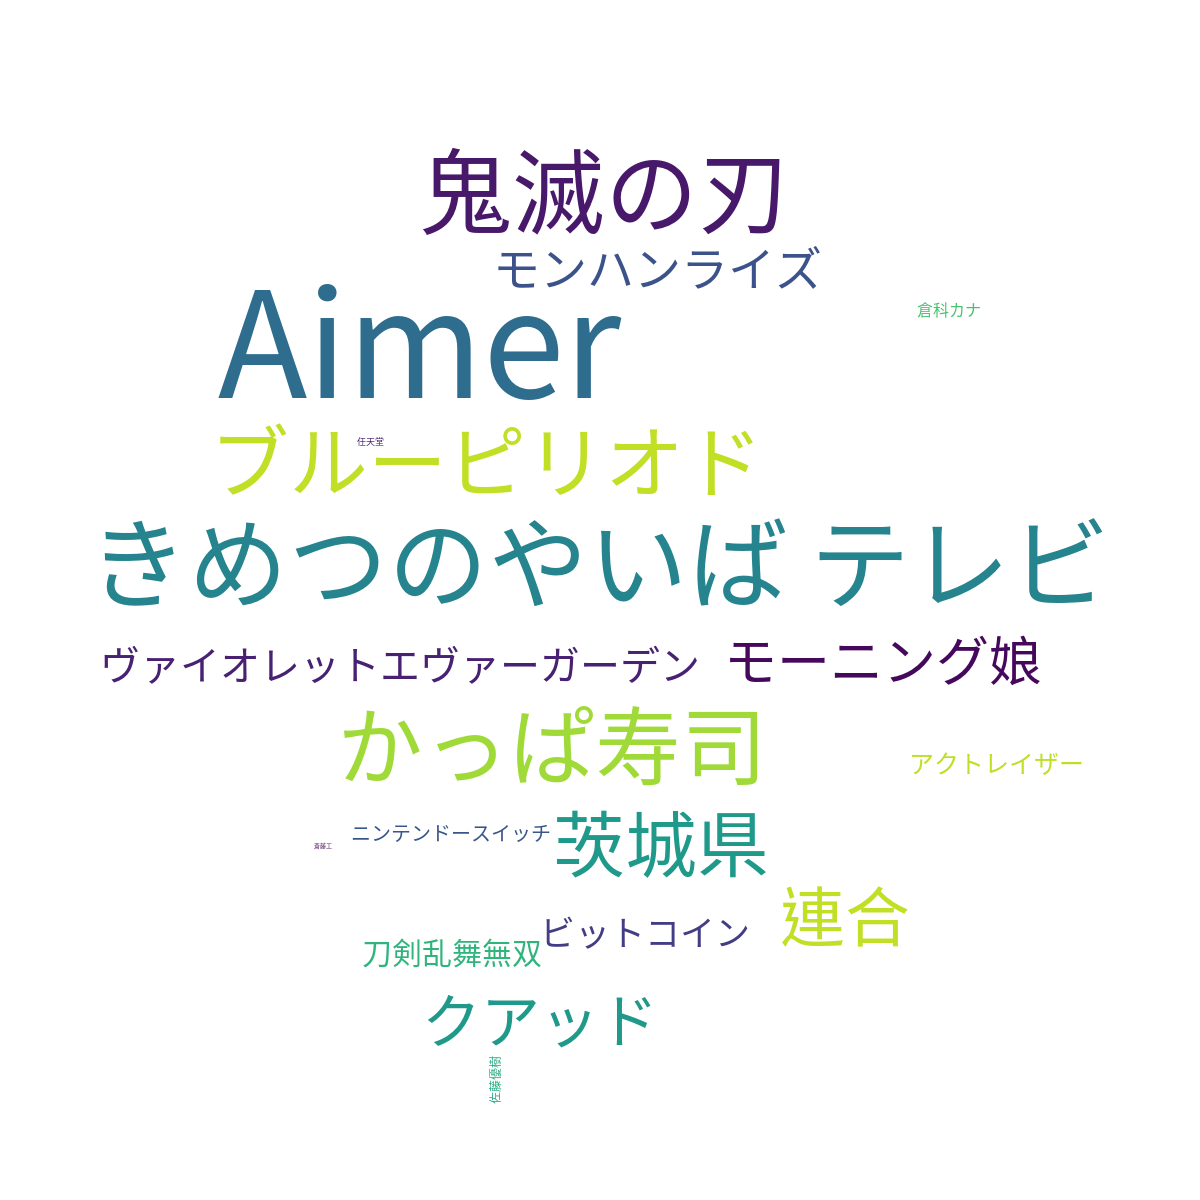 鬼滅の刃
モンハンライズ
倉科カナ
Aimer
ブルーピリオド
任天堂
きめつのやいば テレビ
ヴァイオレットエヴァーガーデン
モーニング娘
かっぱ寿司
アクトレイザー
ニンテンドースイッチ
茨城県
斎藤工
連合
ビットコイン
刀剣乱舞無双
クアッド
佐藤優樹